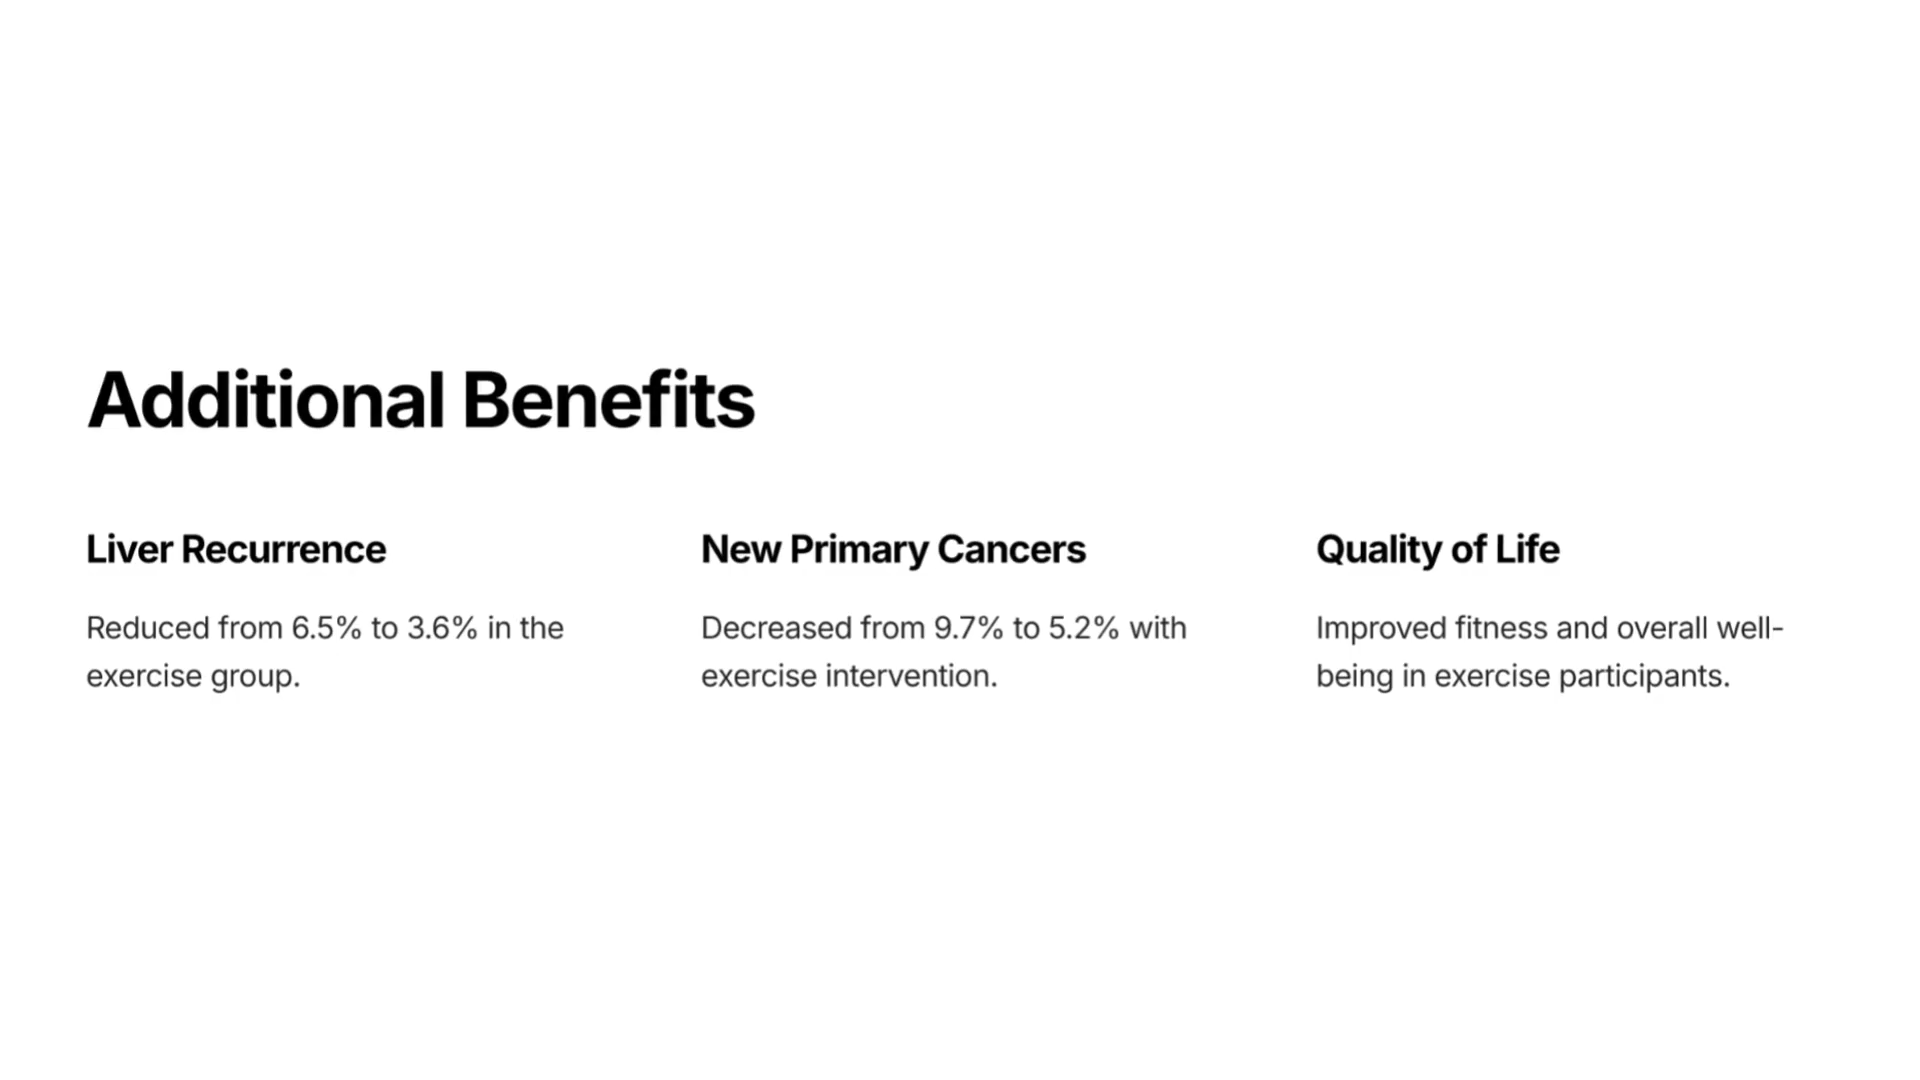 Additional Benefits
Liver Recurrence
Reduced from 6.5% to 3.6% in the
exercise group.
New Primary Cancers
Decreased from 9.7% to 5.2% with
exercise intervention.
Quality of Life
Improved fitness and overall well-
being in exercise participants.